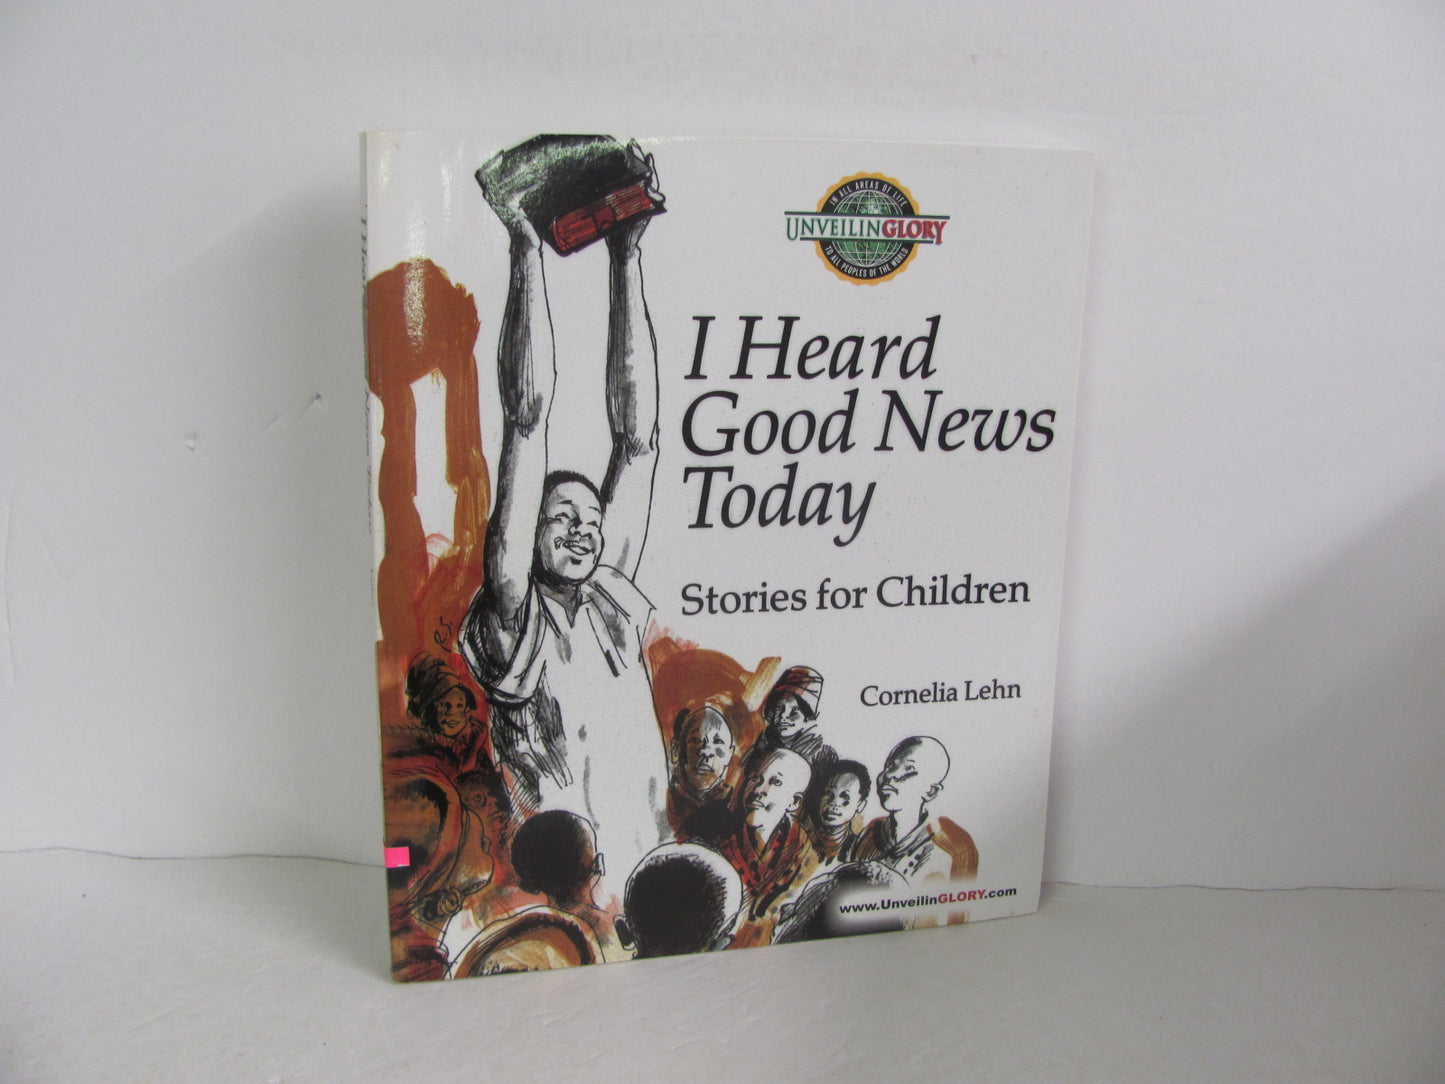 IN ALL AREAS OF LIFE
UNVEILINGLORY
TO ALL PEOPLES OF THE WORLD
I Heard
Good News
Today
Stories for Children
Cornelia Lehn
R.S.
www.UnveilinGLORY.com